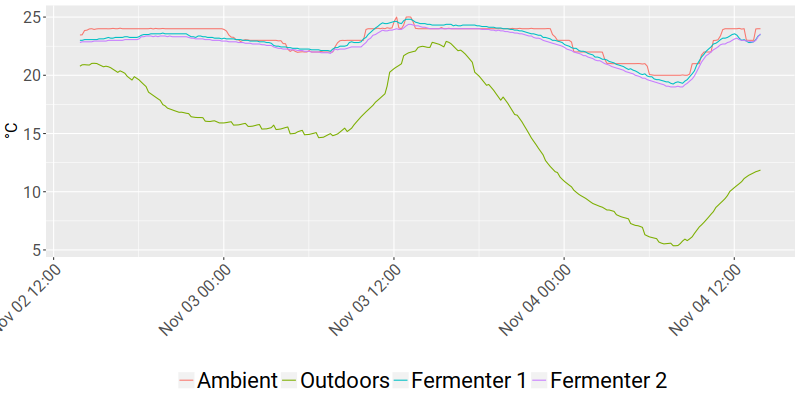 25
20
15
10
5
°C
Nov 02 12:00
Nov 03 00:00
Nov 03 12:00
Nov 04 00:00
Nov 04 12:00
Ambient Outdoors Fermenter 1 Fermenter 2